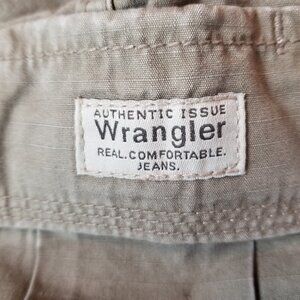 AUTHENTIC ISSUE
Wrangler
REAL.COMFORTABLE.
JEANS.